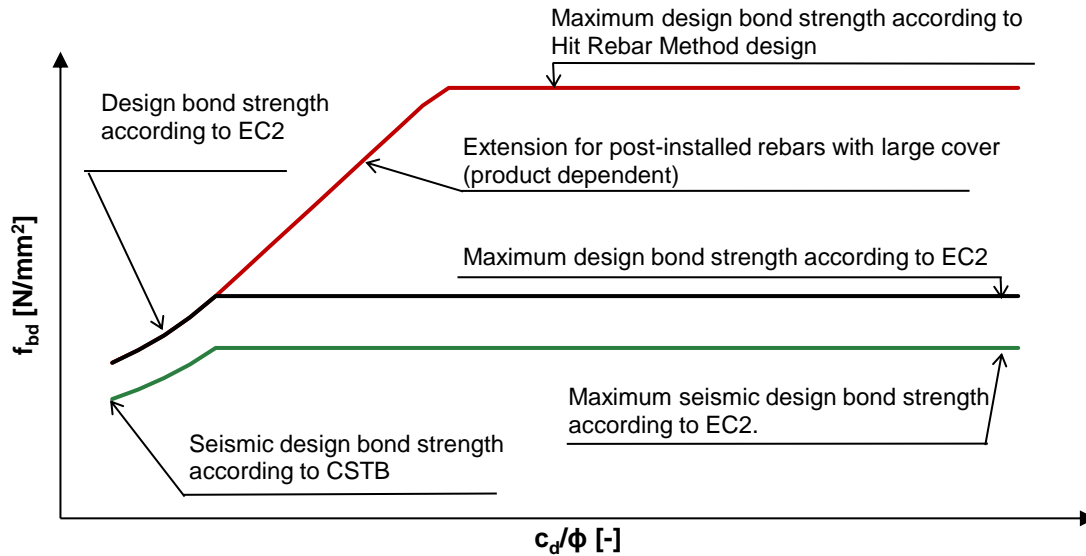 Maximum design bond strength according to
Hit Rebar Method design
Design bond strength
according to EC2
Extension for post-installed rebars with large cover
(product dependent)
Maximum design bond strength according to EC2
f_bd [N/mm²]
Maximum seismic design bond strength
according to EC2.
Seismic design bond strength
according to CSTB
c_d/ϕ [-]